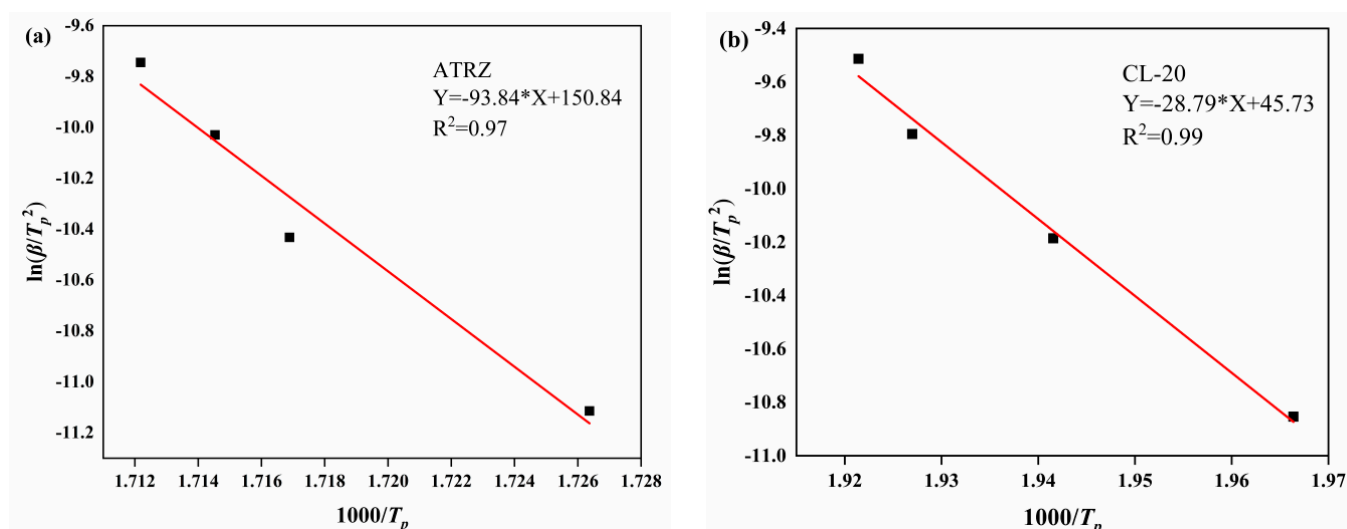 (a)
-9.6
-9.8
-10.0
-10.2
-10.4
-10.6
-10.8
-11.0
-11.2
ln(β/Tp²)
ATRZ
Y=-93.84*X+150.84
R²=0.97
1.712 1.714 1.716 1.718 1.720 1.722 1.724 1.726 1.728
1000/Tp
(b)
-9.4
-9.6
-9.8
-10.0
-10.2
-10.4
-10.6
-10.8
-11.0
ln(β/Tp²)
CL-20
Y=-28.79*X+45.73
R²=0.99
1.92 1.93 1.94 1.95 1.96 1.97
1000/Tp